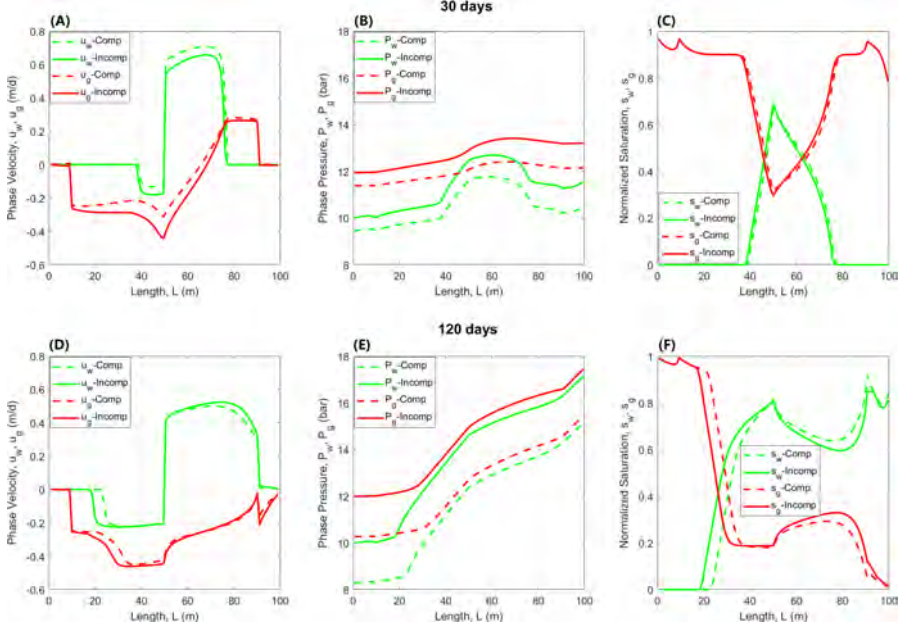 30 days
(A)
0.8
0.6
0.4
0.2
0
-0.2
-0.4
-0.6
Phase Velocity, u_w, u_g (m/d)
u_w-Comp
u_w-Incomp
u_g-Comp
u_g-Incomp
0 20 40 60 80 100
Length, L (m)
(B)
18
16
14
12
10
8
Phase Pressure, P_w, P_g (bar)
P_w-Comp
P_w-Incomp
P_g-Comp
P_g-Incomp
0 20 40 60 80 100
Length, L (m)
(C)
1
0.8
0.6
0.4
0.2
0
Normalized Saturation, s_w, s_g
s_w-Comp
s_w-Incomp
s_g-Comp
s_g-Incomp
0 20 40 60 80 100
Length, L (m)
120 days
(D)
0.8
0.6
0.4
0.2
0
-0.2
-0.4
-0.6
Phase Velocity, u_w, u_g (m/d)
u_w-Comp
u_w-Incomp
u_g-Comp
u_g-Incomp
0 20 40 60 80 100
Length, L (m)
(E)
18
16
14
12
10
8
Phase Pressure, P_w, P_g (bar)
P_w-Comp
P_w-Incomp
P_g-Comp
P_g-Incomp
0 20 40 60 80 100
Length, L (m)
(F)
1
0.8
0.6
0.4
0.2
0
Normalized Saturation, s_w, s_g
s_w-Comp
s_w-Incomp
s_g-Comp
s_g-Incomp
0 20 40 60 80 100
Length, L (m)